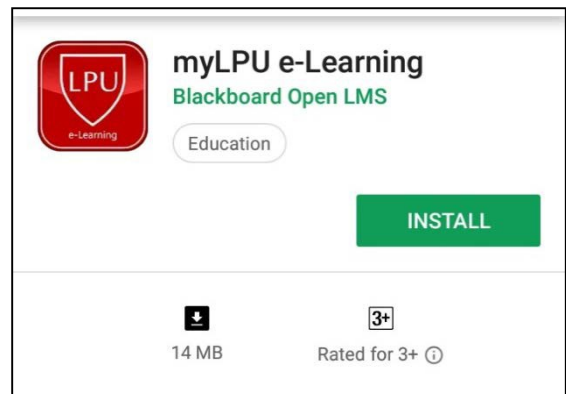 LPU
e-Learning
myLPU e-Learning
Blackboard Open LMS
Education
INSTALL
3+
14 MB
Rated for 3+